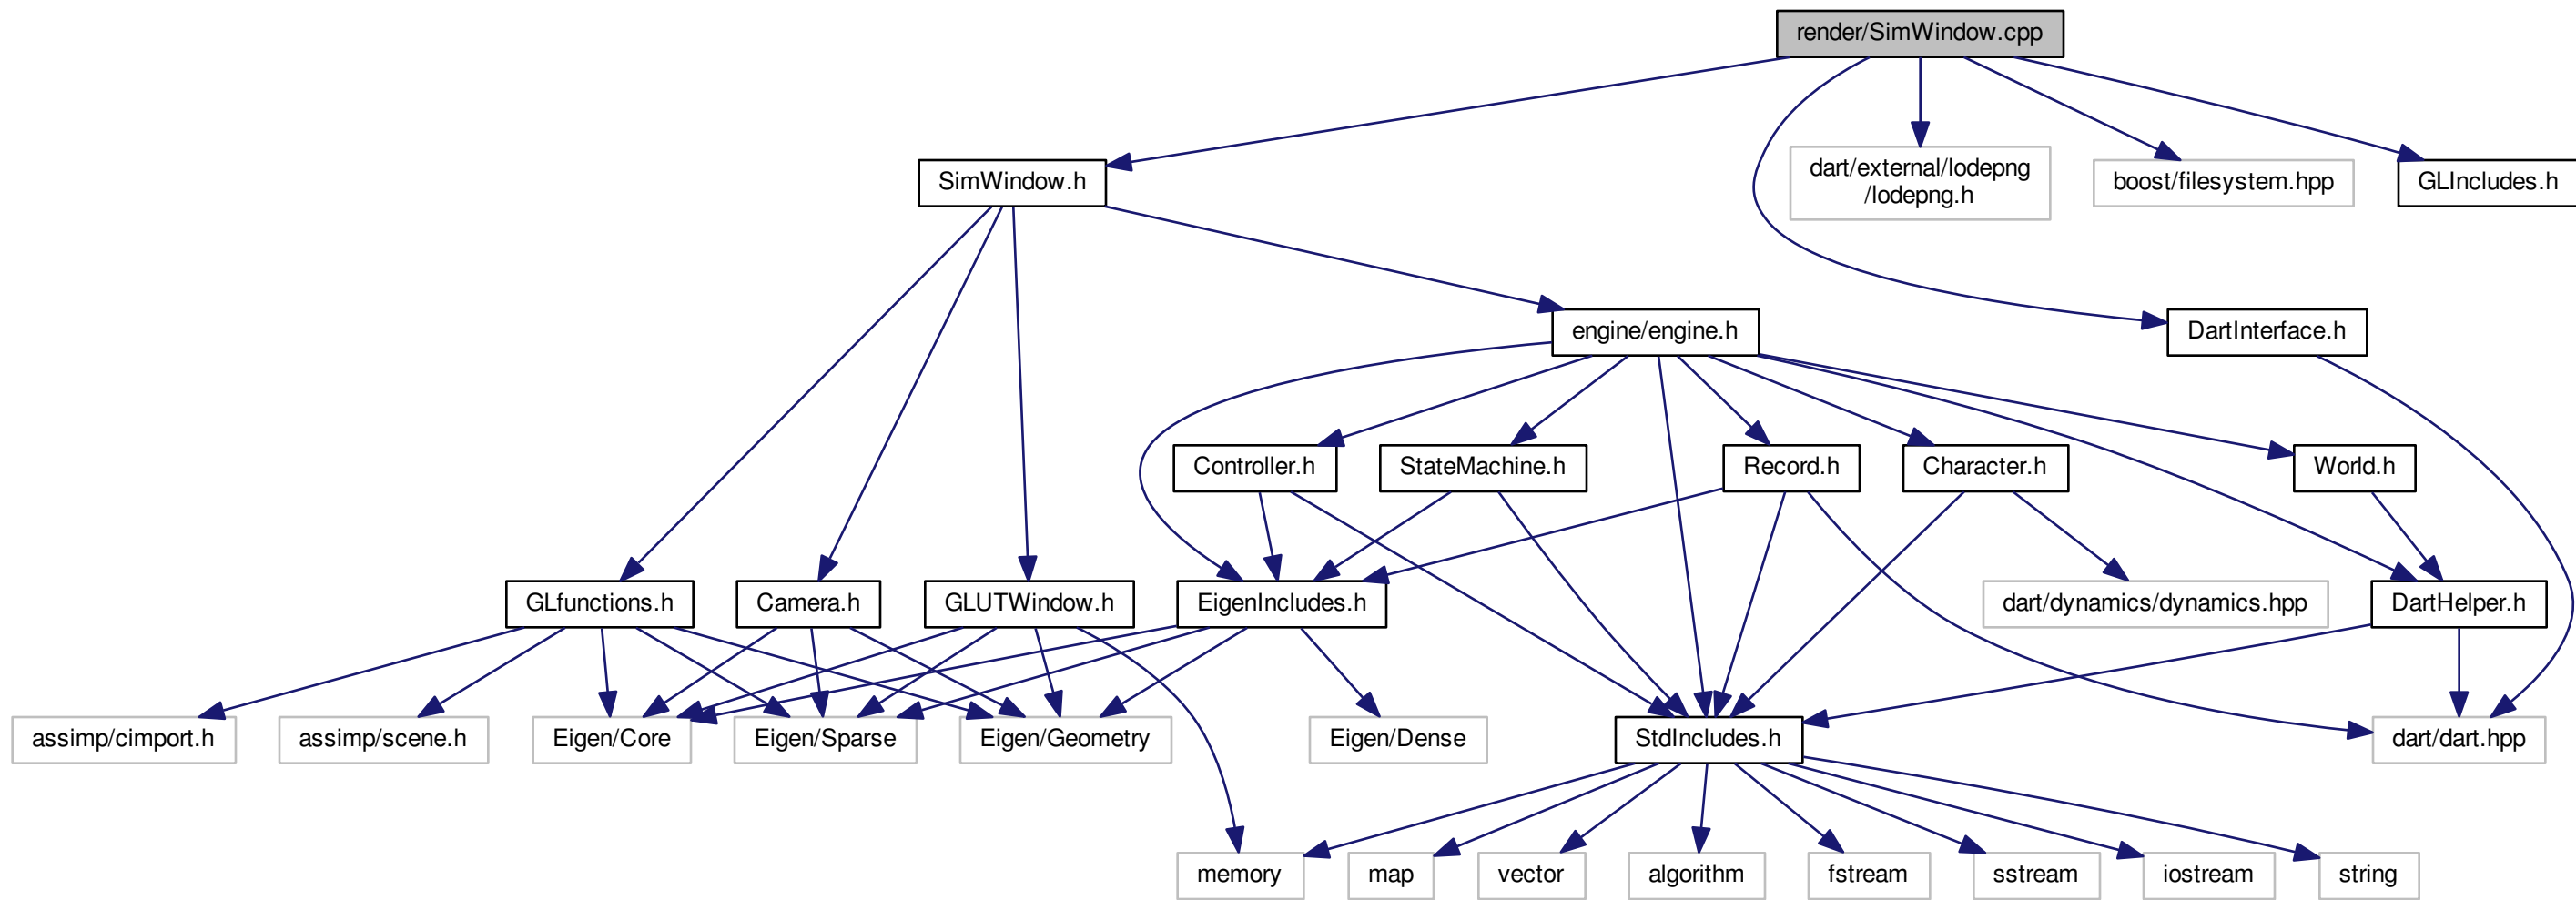 render/SimWindow.cpp
SimWindow.h
dart/external/lodepng
/lodepng.h
boost/filesystem.hpp
GLIncludes.h
engine/engine.h
DartInterface.h
Controller.h
StateMachine.h
Record.h
Character.h
World.h
GLfunctions.h
Camera.h
GLUTWindow.h
EigenIncludes.h
dart/dynamics/dynamics.hpp
DartHelper.h
assimp/cimport.h
assimp/scene.h
Eigen/Core
Eigen/Sparse
Eigen/Geometry
Eigen/Dense
StdIncludes.h
dart/dart.hpp
memory
map
vector
algorithm
fstream
sstream
iostream
string